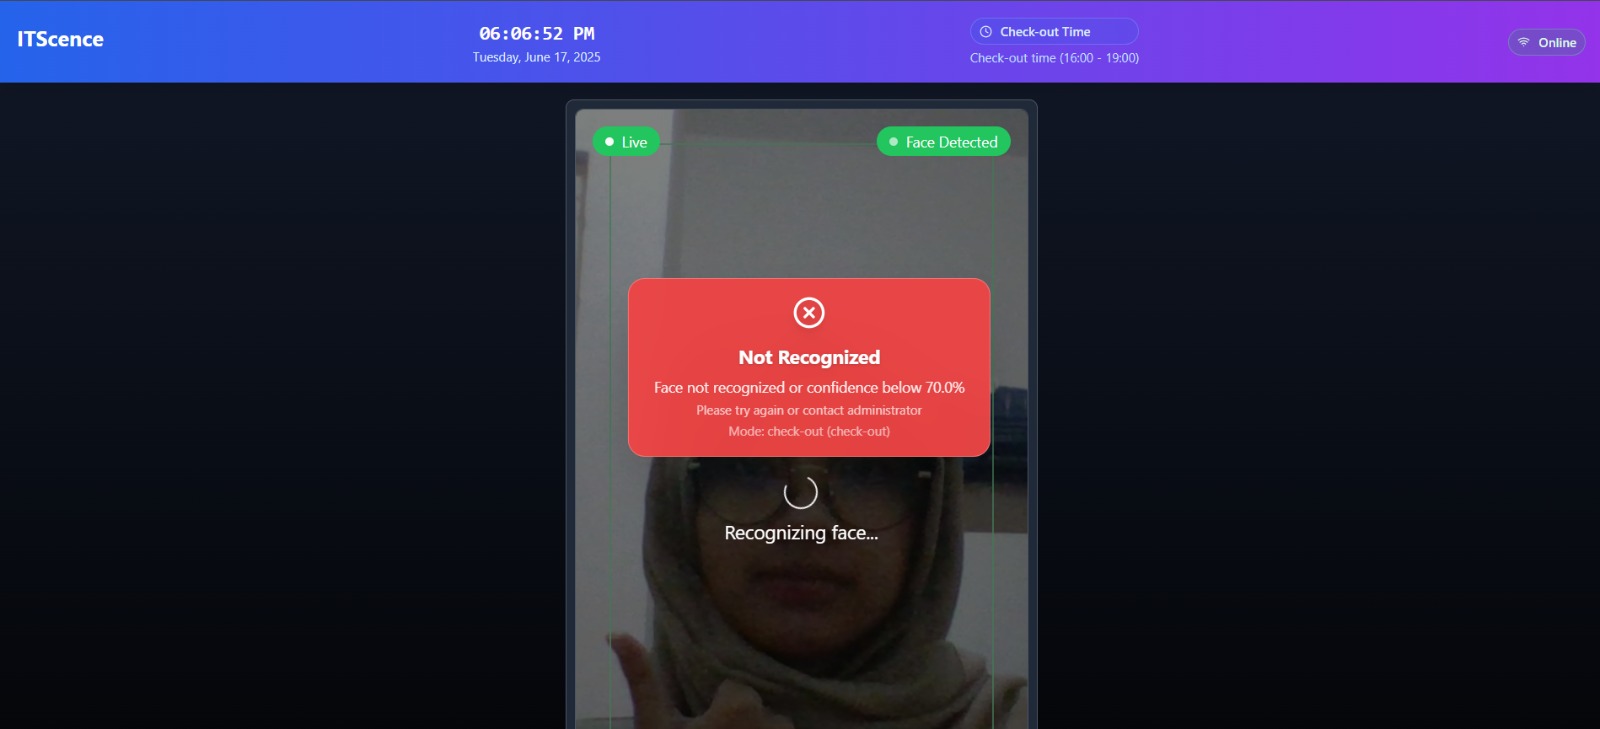 ITScence
06:06:52 PM
Tuesday, June 17, 2025
Check-out Time
Check-out time (16:00 - 19:00)
Online
Live
Face Detected
Not Recognized
Face not recognized or confidence below 70.0%
Please try again or contact administrator
Mode: check-out (check-out)
Recognizing face...